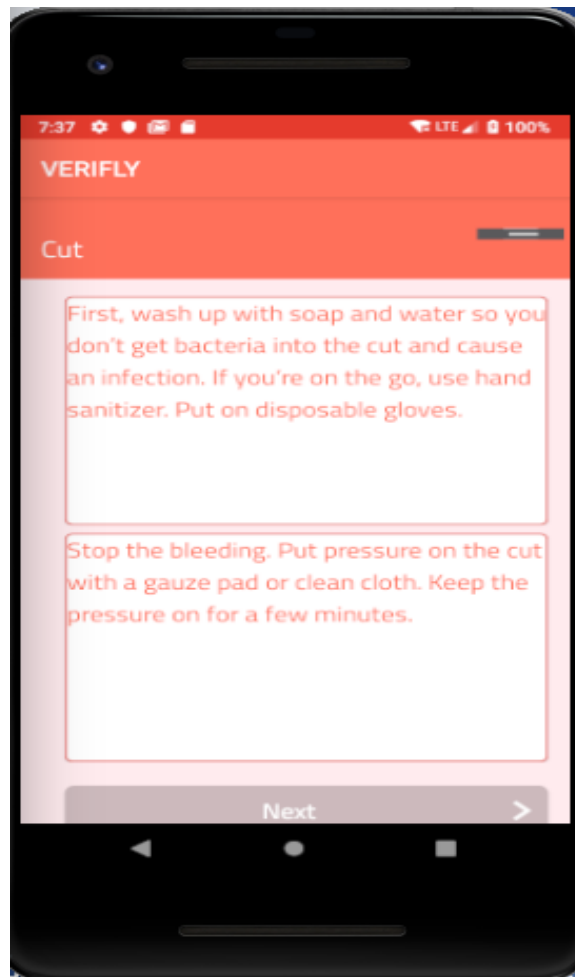 7:37 LTE 100%
VERIFLY
Cut
First, wash up with soap and water so you
don't get bacteria into the cut and cause
an infection. If you're on the go, use hand
sanitizer. Put on disposable gloves.
Stop the bleeding. Put pressure on the cut
with a gauze pad or clean cloth. Keep the
pressure on for a few minutes.
Next